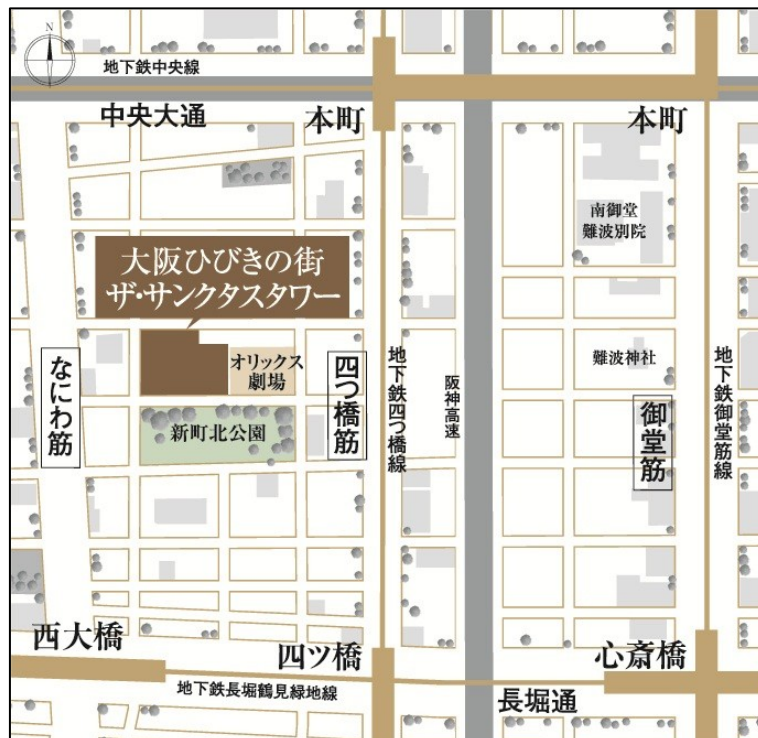 N
地下鉄中央線
中央大通
本町
本町
南御堂
難波別院
大阪ひびきの街
ザ・サンクタスタワー
オリックス
劇場
難波神社
なにわ筋
四つ橋筋
地下鉄四つ橋線
阪神高速
御堂筋
地下鉄御堂筋線
新町北公園
西大橋
四ツ橋
心斎橋
地下鉄長堀鶴見緑地線
長堀通